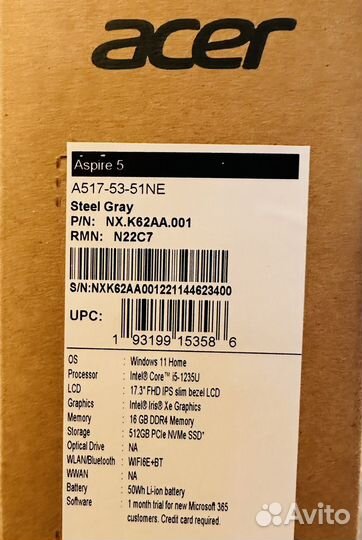 acer
Aspire 5
A517-53-51NE
Steel Gray
P/N: NX.K62AA.001
RMN: N22C7
S/N:NXK62AA001221144623400
UPC:
1 93199 15358 6
OS : Windows 11 Home
Processor : Intel® Core™ i5-1235U
LCD : 17.3" FHD IPS slim bezel LCD
Graphics : Intel® Iris® Xe Graphics
Memory : 16 GB DDR4 Memory
Storage : 512GB PCIe NVMe SSD*
Optical Drive : NA
WLAN/Bluetooth : WIFI6E+BT
WWAN : NA
Battery : 50Wh Li-ion battery
Software : 1 month trial for new Microsoft 365
customers. Credit card required.
Avito